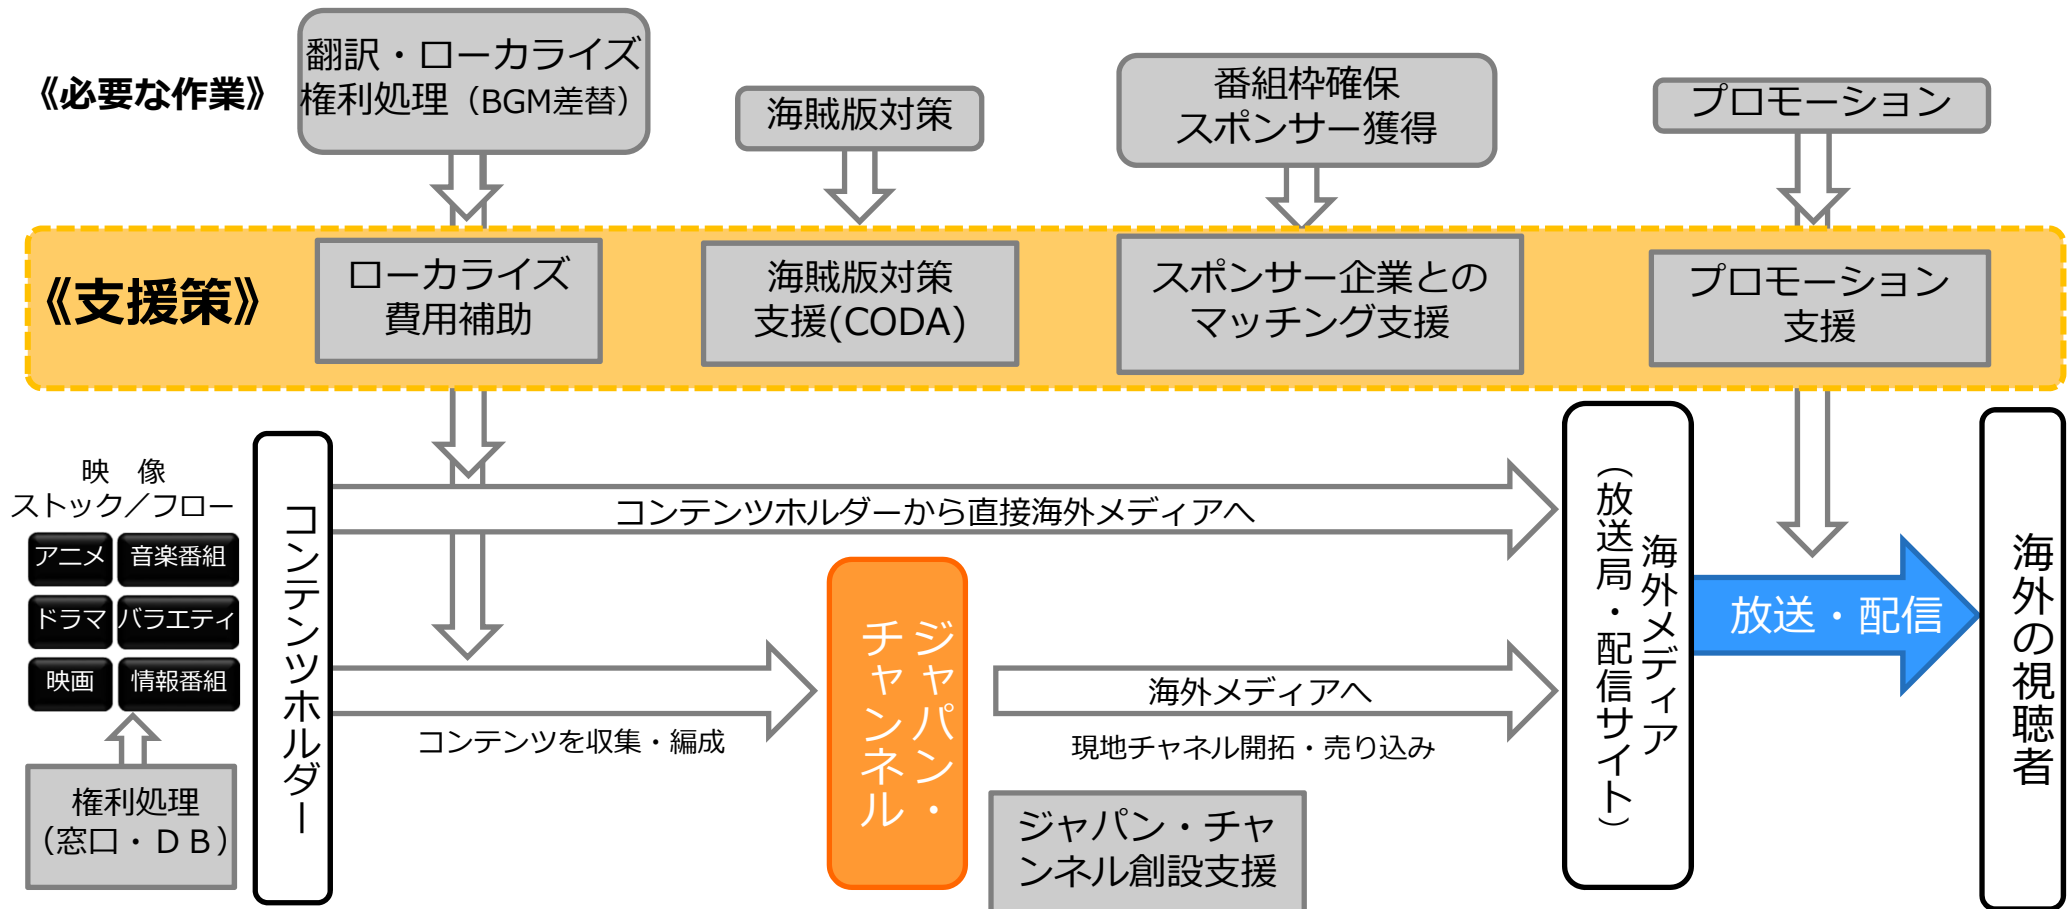 《必要な作業》
翻訳・ローカライズ
権利処理（BGM差替）
海賊版対策
番組枠確保
スポンサー獲得
プロモーション
《支援策》
ローカライズ
費用補助
海賊版対策
支援(CODA)
スポンサー企業との
マッチング支援
プロモーション
支援
映　像
ストック／フロー
アニメ
音楽番組
ドラマ
バラエティ
映画
情報番組
権利処理
（窓口・ＤＢ）
コンテンツホルダー
コンテンツホルダーから直接海外メディアへ
コンテンツを収集・編成
ジャパン・
チャンネル
海外メディアへ
現地チャネル開拓・売り込み
ジャパン・チャ
ンネル創設支援
海外メディア
（放送局・配信サイト）
放送・配信
海外の視聴者